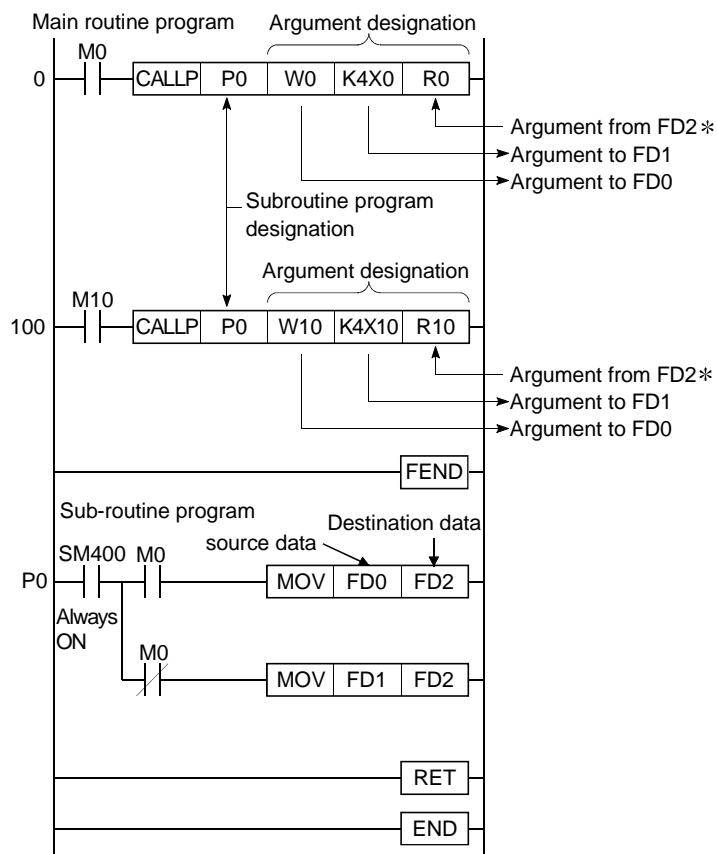 Main routine program
Argument designation
M0
0 CALLP P0 W0 K4X0 R0
Argument from FD2*
Argument to FD1
Argument to FD0
Subroutine program
designation
Argument designation
M10
100 CALLP P0 W10 K4X10 R10
Argument from FD2*
Argument to FD1
Argument to FD0
FEND
Sub-routine program
Destination data
source data
SM400 M0
P0 MOV FD0 FD2
Always
ON
M0
MOV FD1 FD2
RET
END